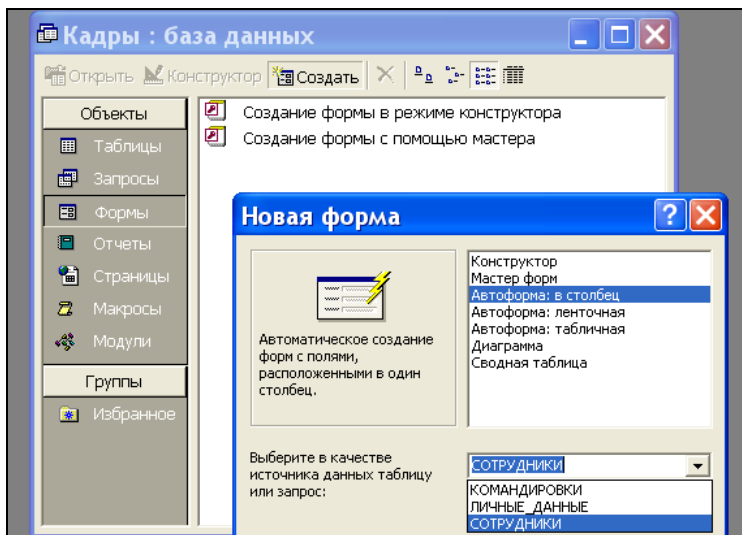 Кадры : база данных
Открыть Конструктор Создать
Объекты
Таблицы
Запросы
Формы
Отчеты
Страницы
Макросы
Модули
Группы
Избранное
Создание формы в режиме конструктора
Создание формы с помощью мастера
Новая форма
Автоматическое создание
форм с полями,
расположенными в один
столбец.
Конструктор
Мастер форм
Автоформа: в столбец
Автоформа: ленточная
Автоформа: табличная
Диаграмма
Сводная таблица
Выберите в качестве
источника данных таблицу
или запрос:
СОТРУДНИКИ
КОМАНДИРОВКИ
ЛИЧНЫЕ_ДАННЫЕ
СОТРУДНИКИ